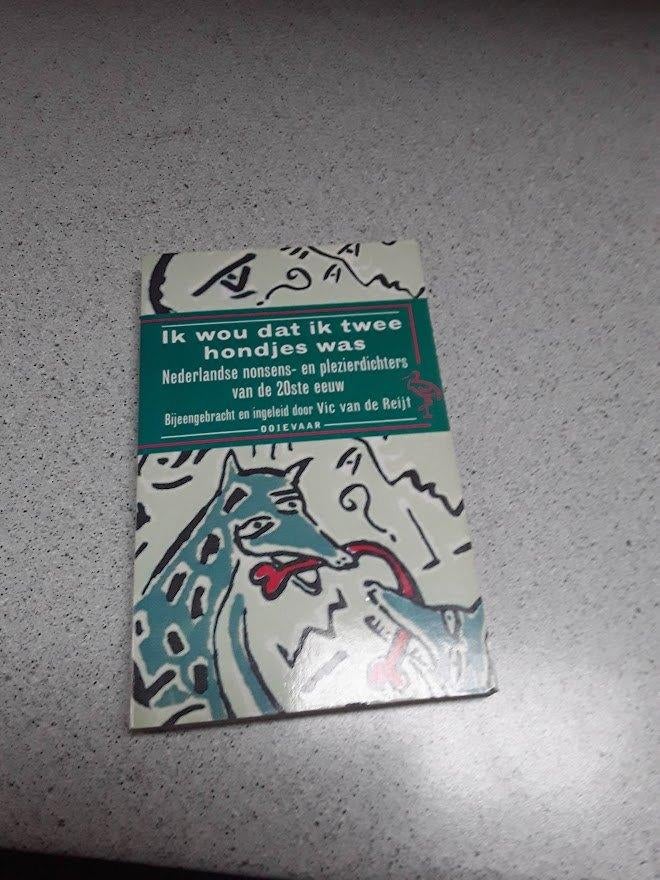 Ik wou dat ik twee
hondjes was
Nederlandse nonsens- en plezierdichters
van de 20ste eeuw
Bijeengebracht en ingeleid door Vic van de Reijt
OOIEVAAR